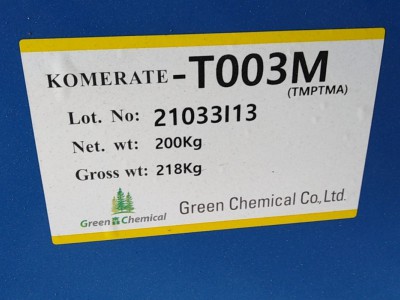 KOMERATE-T003M
(TMPTMA)
Lot. No: 21033I13
Net. wt: 200Kg
Gross wt: 218Kg
Green Chemical Green Chemical Co., Ltd.